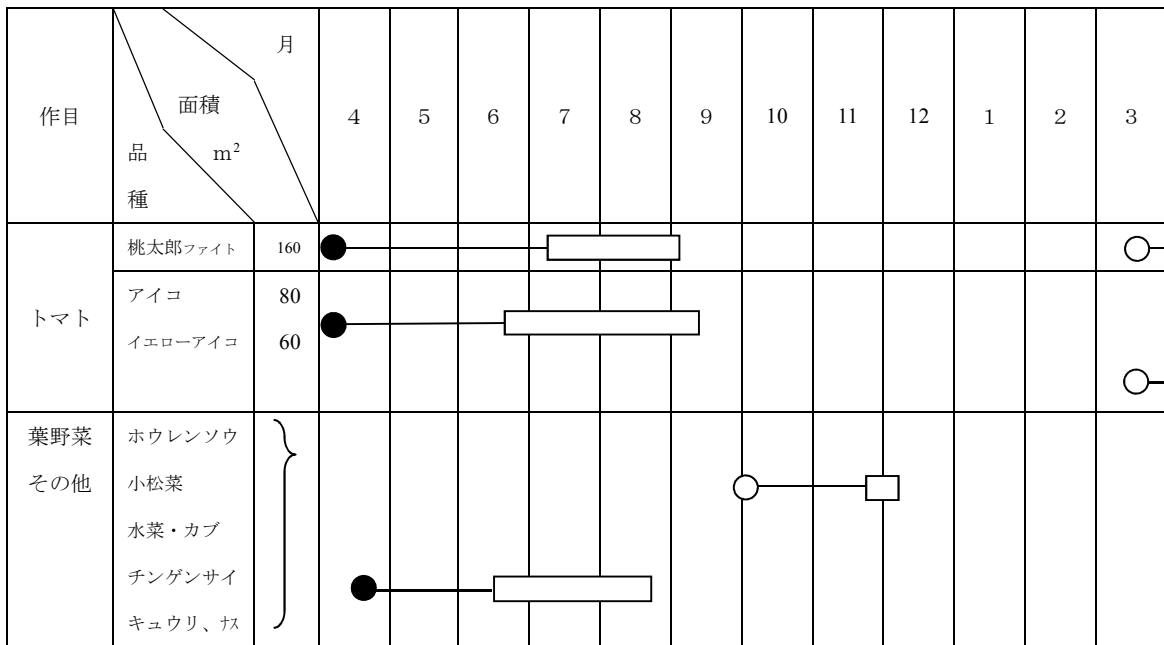 作目
月
面積
m²
品
種
4
5
6
7
8
9
10
11
12
1
2
3
トマト
桃太郎ファイト
160
アイコ
80
イエローアイコ
60
葉野菜
その他
ホウレンソウ
小松菜
水菜・カブ
チンゲンサイ
キュウリ、ナス